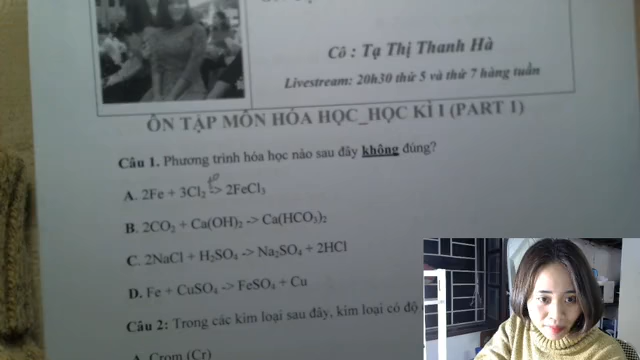 Cô : Tạ Thị Thanh Hà
Livestream: 20h30 thứ 5 và thứ 7 hàng tuần
ÔN TẬP MÔN HÓA HỌC_HỌC KÌ I (PART 1)
Câu 1. Phương trình hóa học nào sau đây không đúng?
A. 2Fe + 3Cl₂ t⁰-> 2FeCl₃
B. 2CO₂ + Ca(OH)₂ -> Ca(HCO₃)₂
C. 2NaCl + H₂SO₄ -> Na₂SO₄ + 2HCl
D. Fe + CuSO₄ -> FeSO₄ + Cu
Câu 2: Trong các kim loại sau đây, kim loại có độ
A. Crom (Cr)